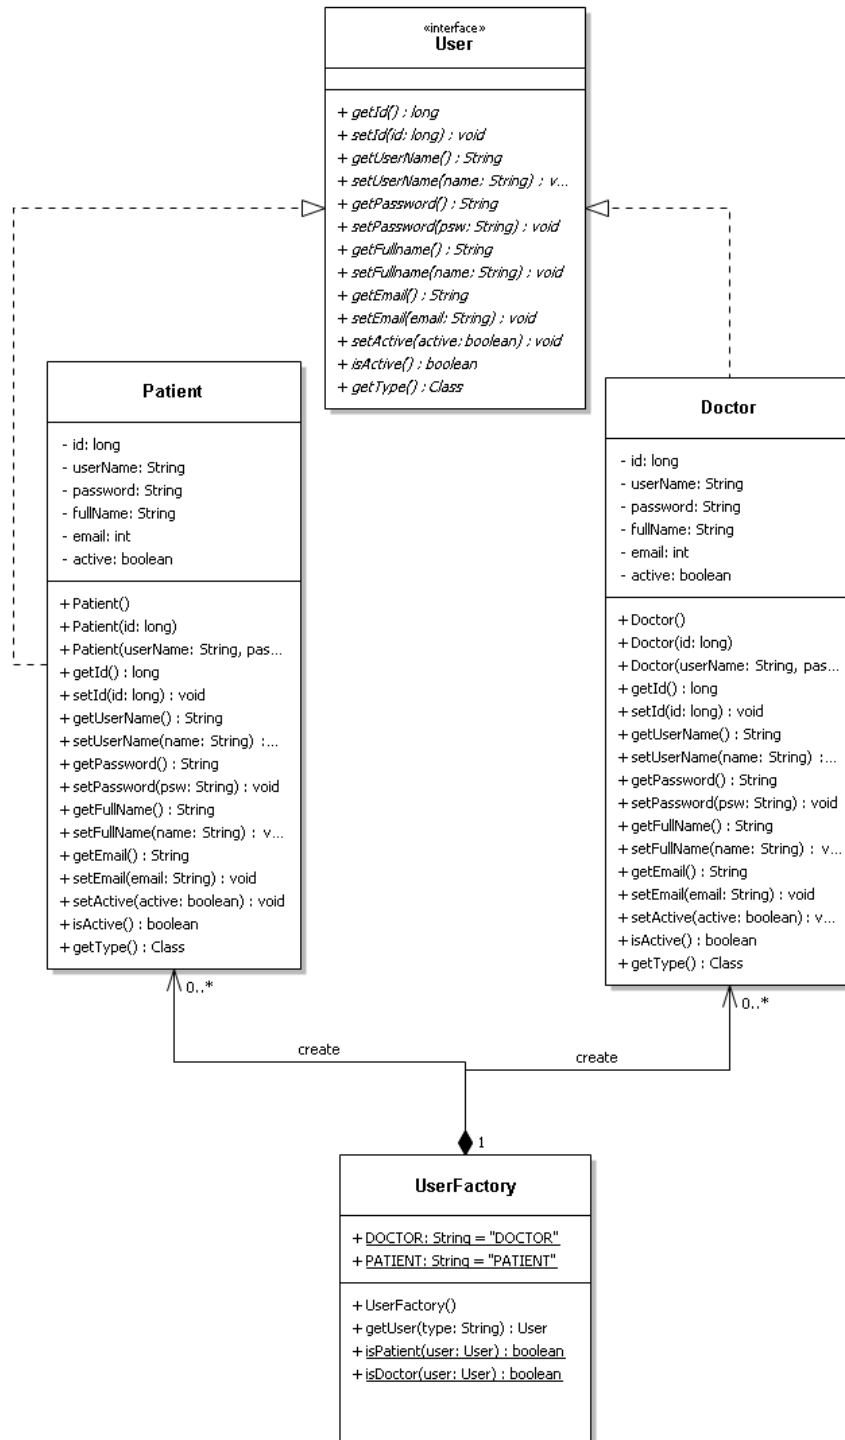 «interface»
User
+ getId() : long
+ setId(id: long) : void
+ getUserName() : String
+ setUserName(name: String) : v...
+ getPassword() : String
+ setPassword(psw: String) : void
+ getFullname() : String
+ setFullname(name: String) : void
+ getEmail() : String
+ setEmail(email: String) : void
+ setActive(active: boolean) : void
+ isActive() : boolean
+ getType() : Class
Patient
- id: long
- userName: String
- password: String
- fullName: String
- email: int
- active: boolean
+ Patient()
+ Patient(id: long)
+ Patient(userName: String, pas...
+ getId() : long
+ setId(id: long) : void
+ getUserName() : String
+ setUserName(name: String) :...
+ getPassword() : String
+ setPassword(psw: String) : void
+ getFullName() : String
+ setFullName(name: String) : v...
+ getEmail() : String
+ setEmail(email: String) : void
+ setActive(active: boolean) : void
+ isActive() : boolean
+ getType() : Class
Doctor
- id: long
- userName: String
- password: String
- fullName: String
- email: int
- active: boolean
+ Doctor()
+ Doctor(id: long)
+ Doctor(userName: String, pas...
+ getId() : long
+ setId(id: long) : void
+ getUserName() : String
+ setUserName(name: String) :...
+ getPassword() : String
+ setPassword(psw: String) : void
+ getFullName() : String
+ setFullName(name: String) : v...
+ getEmail() : String
+ setEmail(email: String) : void
+ setActive(active: boolean) : v...
+ isActive() : boolean
+ getType() : Class
0..*
0..*
create
create
1
UserFactory
+ DOCTOR: String = "DOCTOR"
+ PATIENT: String = "PATIENT"
+ UserFactory()
+ getUser(type: String) : User
+ isPatient(user: User) : boolean
+ isDoctor(user: User) : boolean